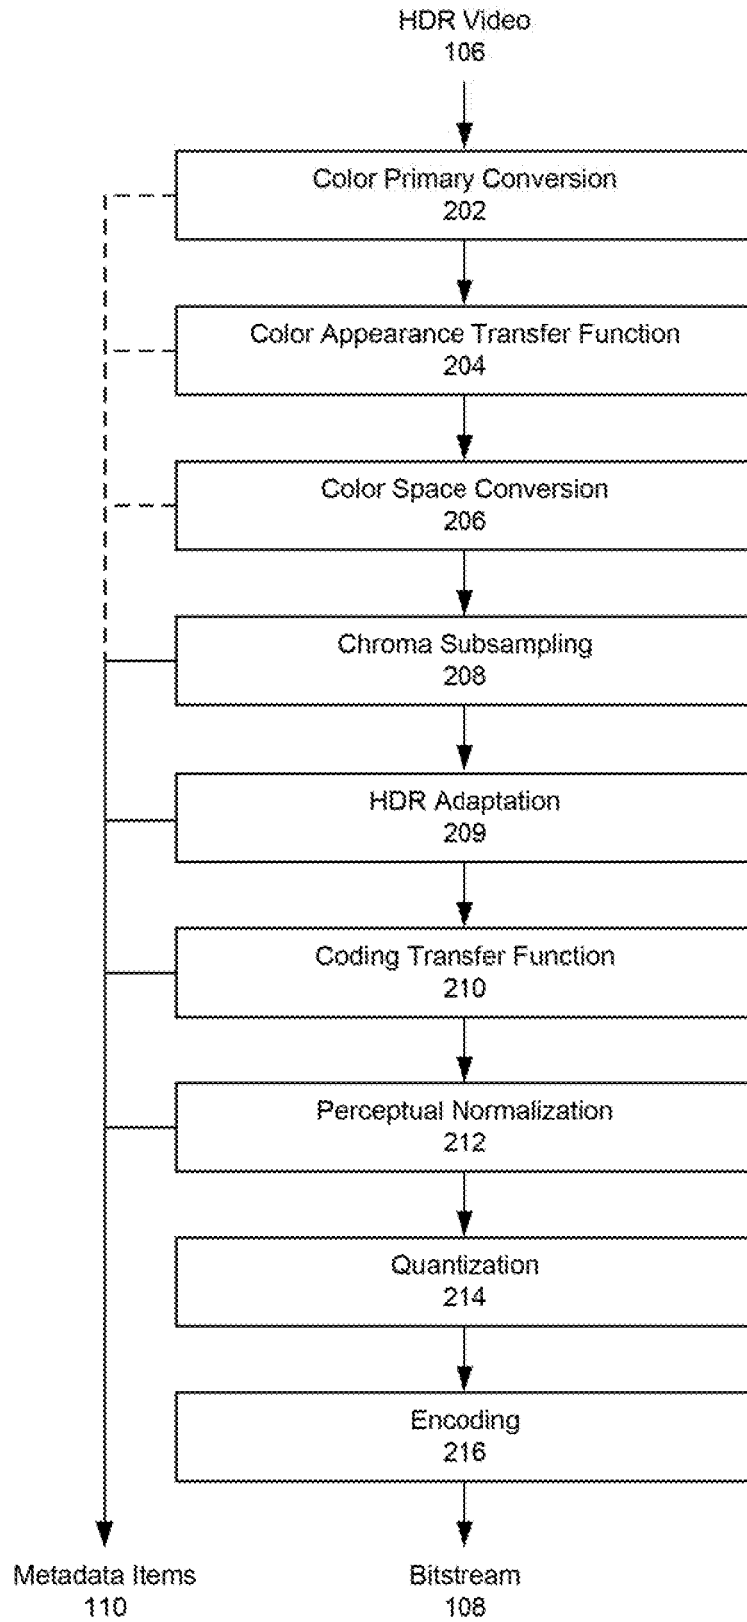 HDR Video
106
Color Primary Conversion
202
Color Appearance Transfer Function
204
Color Space Conversion
206
Chroma Subsampling
208
HDR Adaptation
209
Coding Transfer Function
210
Perceptual Normalization
212
Quantization
214
Encoding
216
Metadata Items
110
Bitstream
108